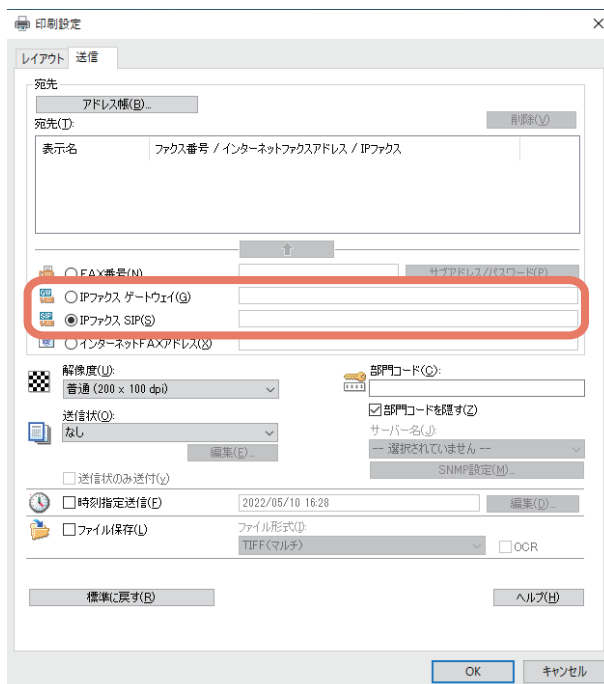 印刷設定
レイアウト 送信
宛先
アドレス帳(B)...
宛先(T):
削除(V)
表示名 ファクス番号 / インターネットファクスアドレス / IPファクス
FAX番号(N)
サブアドレス/パスワード(P)
IPファクス ゲートウェイ(G)
IPファクス SIP(S)
インターネットFAXアドレス(X)
解像度(U):
普通 (200 x 100 dpi)
部門コード(C):
部門コードを隠す(Z)
送信状(O):
なし
編集(E)...
サーバー名(J):
-- 選択されていません --
SNMP設定(M)...
送信状のみ送付(y)
時刻指定送信(F) 2022/05/10 16:28 編集(D)...
ファイル保存(L)
ファイル形式(I):
TIFF(マルチ) OCR
標準に戻す(R) ヘルプ(H)
OK キャンセル